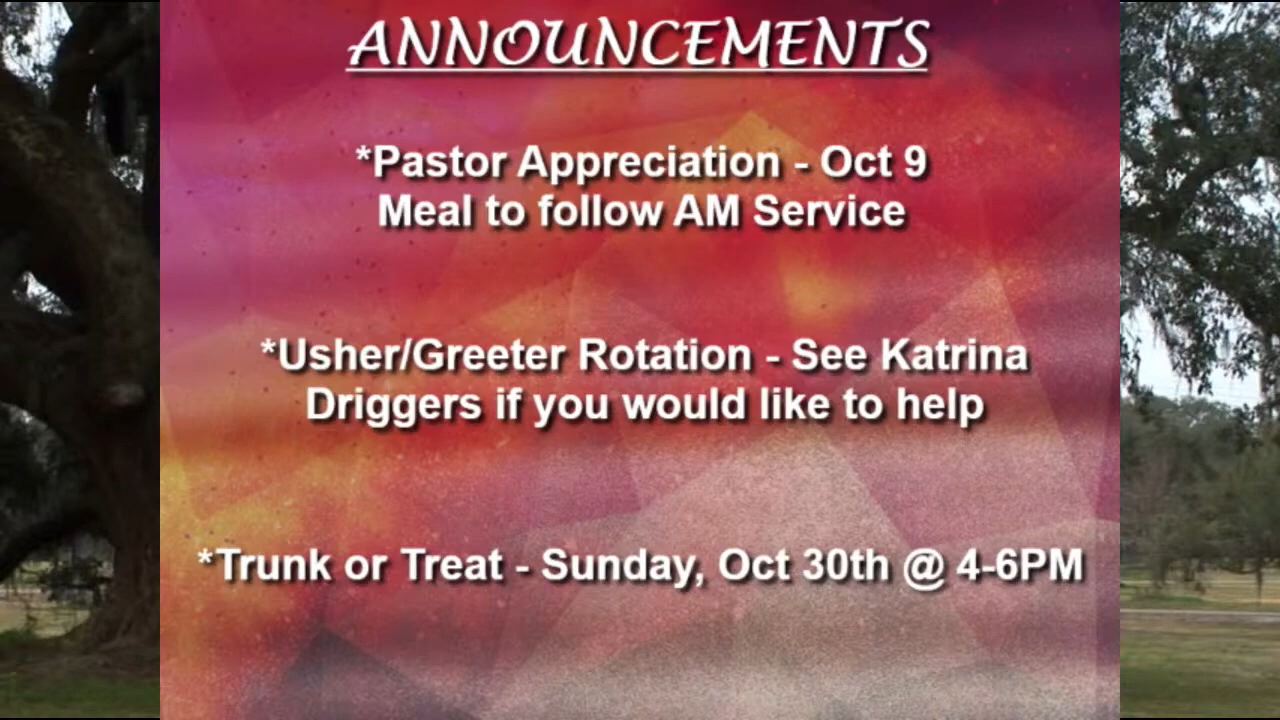 ANNOUNCEMENTS
*Pastor Appreciation - Oct 9
Meal to follow AM Service
*Usher/Greeter Rotation - See Katrina
Driggers if you would like to help
*Trunk or Treat - Sunday, Oct 30th @ 4-6PM